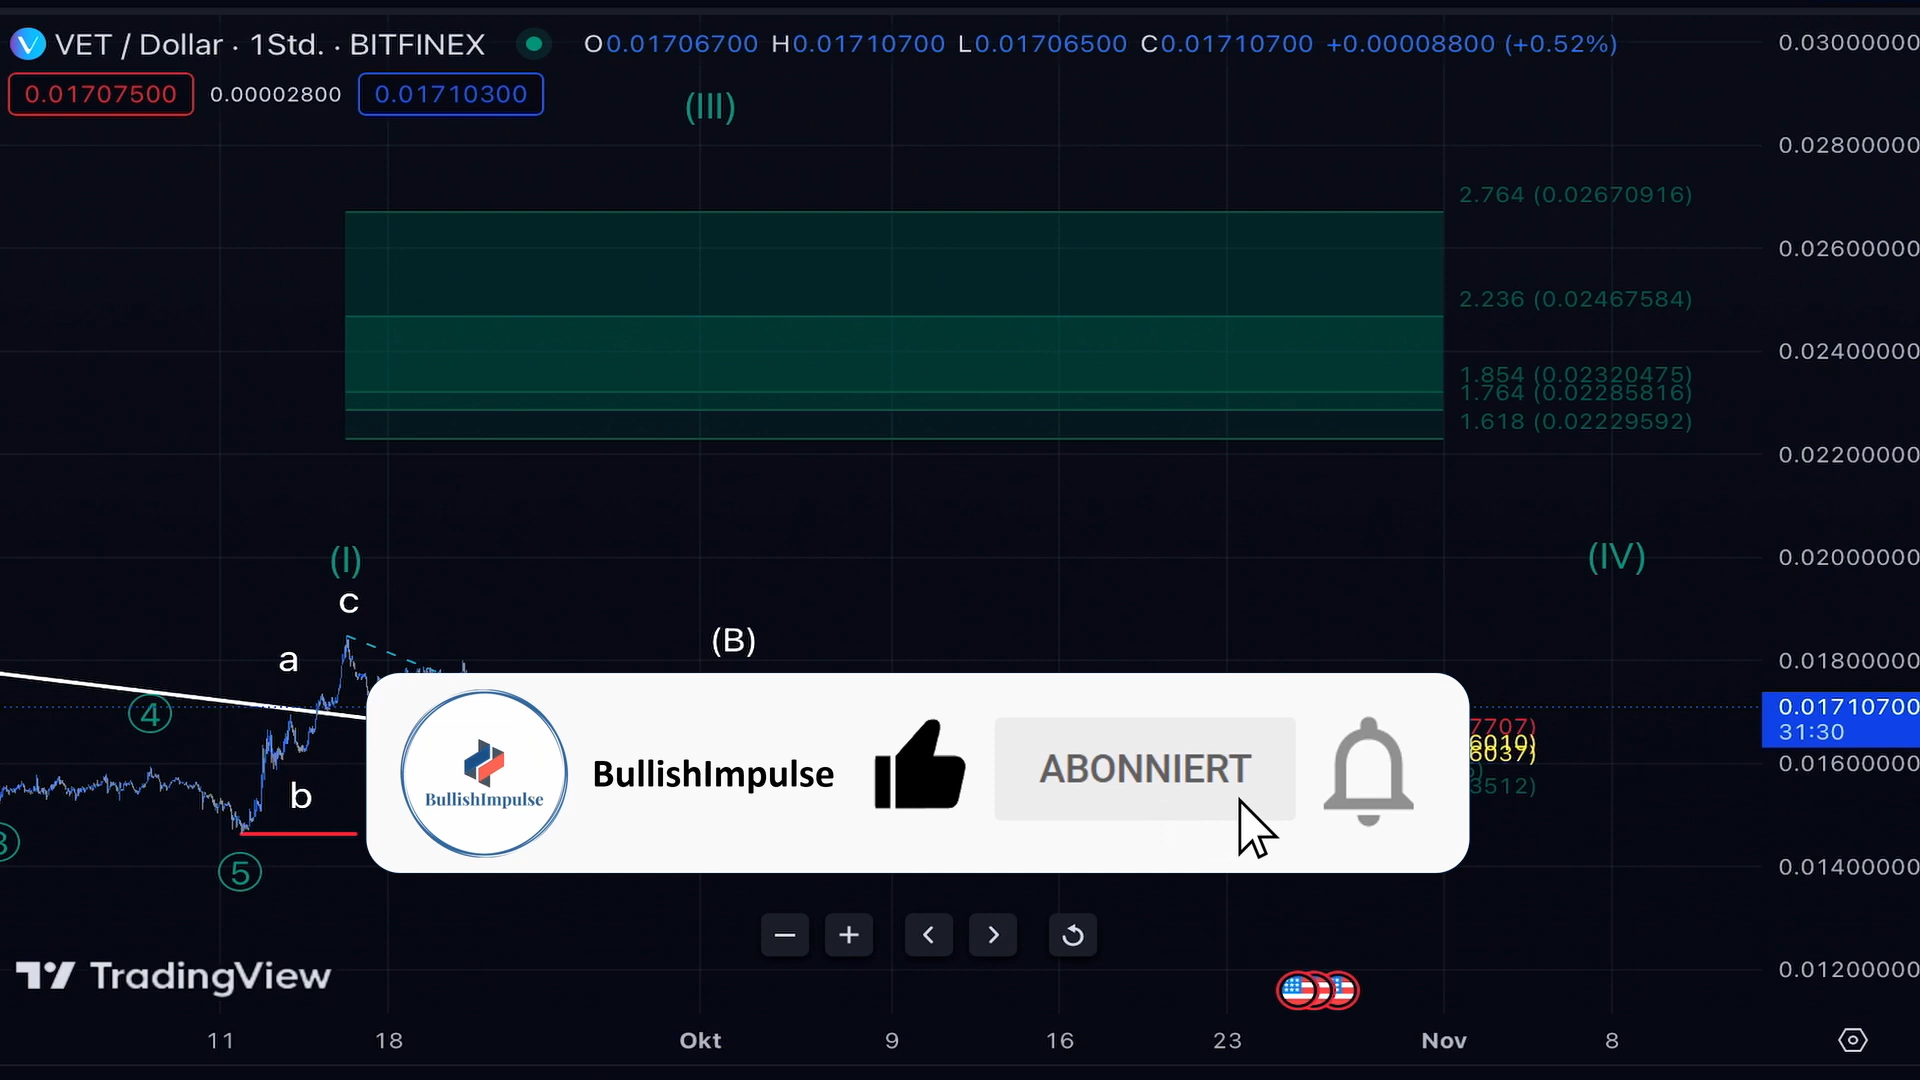 VET / Dollar · 1Std. · BITFINEX
O0.01706700 H0.01710700 L0.01706500 C0.01710700 +0.00008800 (+0.52%)
0.01707500 0.00002800 0.01710300
(III)
0.03000000
0.02800000
2.764 (0.02670916)
0.02600000
2.236 (0.02467584)
0.02400000
1.854 (0.02320475)
1.764 (0.02285816)
1.618 (0.02229592)
0.02200000
(I)
(IV)
0.02000000
c
(B)
a
0.01800000
4
0.01710700
31:30
7707)
6010)
6037)
0.01600000
3512)
b
BullishImpulse
BullishImpulse
ABONNIERT
5
0.01400000
TradingView
0.01200000
11 18 Okt 9 16 23 Nov 8